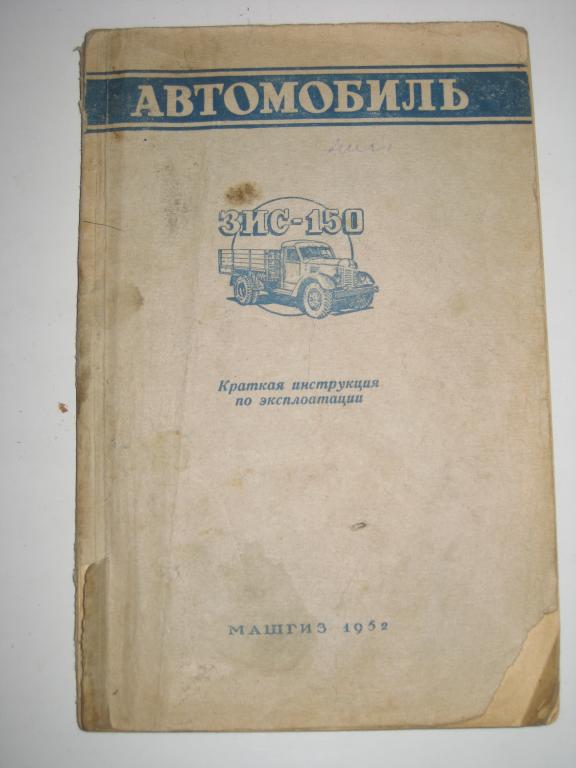 АВТОМОБИЛЬ
ЗИС-150
Краткая инструкция
по эксплоатации
МАШГИЗ 1952